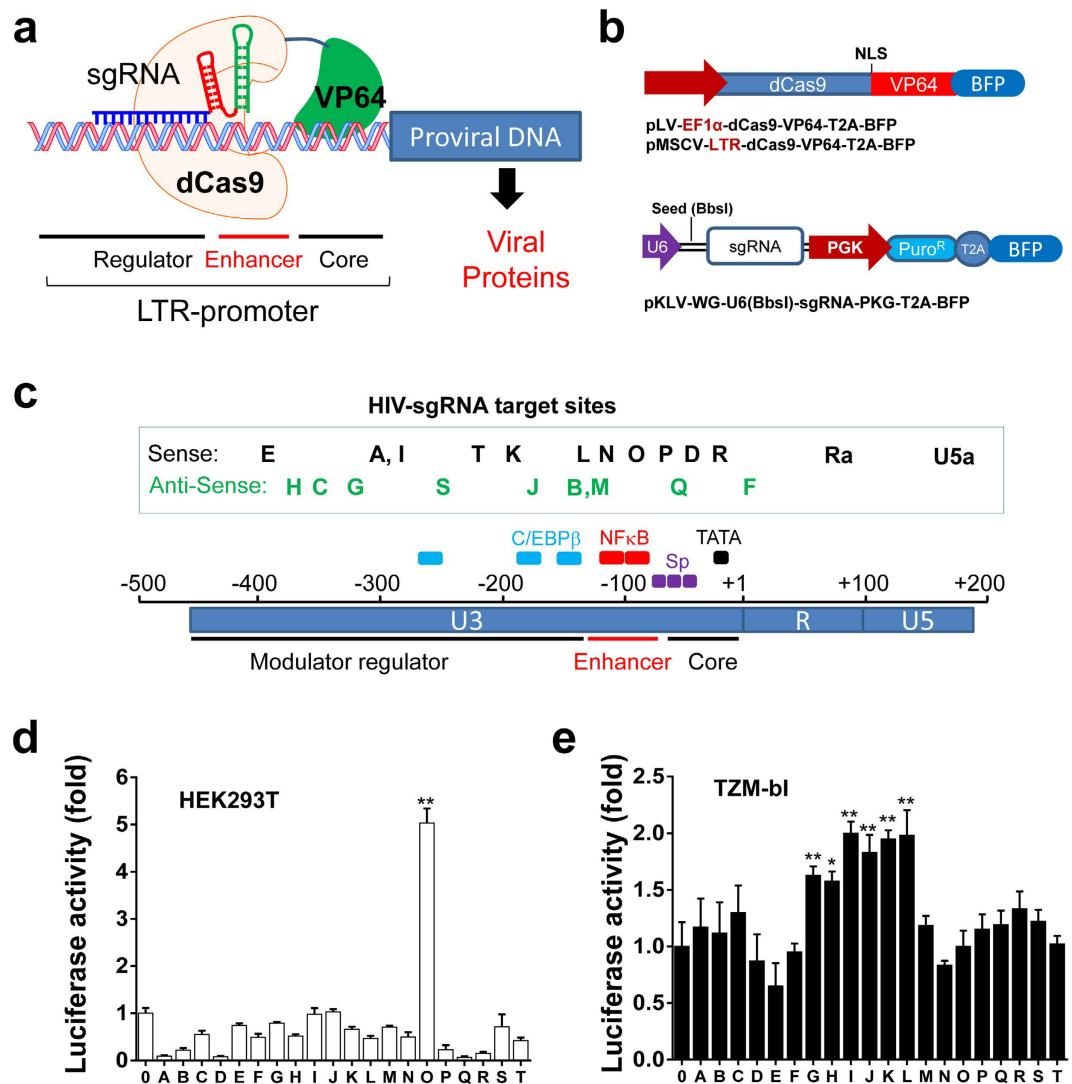 a
sgRNA
VP64
Proviral DNA
dCas9
Regulator Enhancer Core
LTR-promoter
Viral
Proteins
b
NLS
dCas9 VP64 BFP
pLV-EF1α-dCas9-VP64-T2A-BFP
pMSCV-LTR-dCas9-VP64-T2A-BFP
Seed (BbsI)
U6 sgRNA PGK PuroR T2A BFP
pKLV-WG-U6(BbsI)-sgRNA-PKG-T2A-BFP
c
HIV-sgRNA target sites
Sense: E A, I T K L N O P D R Ra U5a
Anti-Sense: H C G S J B,M Q F
C/EBPβ NFκB TATA
Sp
-500 -400 -300 -200 -100 +1 +100 +200
U3 R U5
Modulator regulator Enhancer Core
d
HEK293T
Luciferase activity (fold)
6
5
4
3
2
1
0
**
0 A B C D E F G H I J K L M N O P Q R S T
e
TZM-bl
Luciferase activity (fold)
2.5
2.0
1.5
1.0
0.5
0.0
** * ** ** ** **
0 A B C D E F G H I J K L M N O P Q R S T